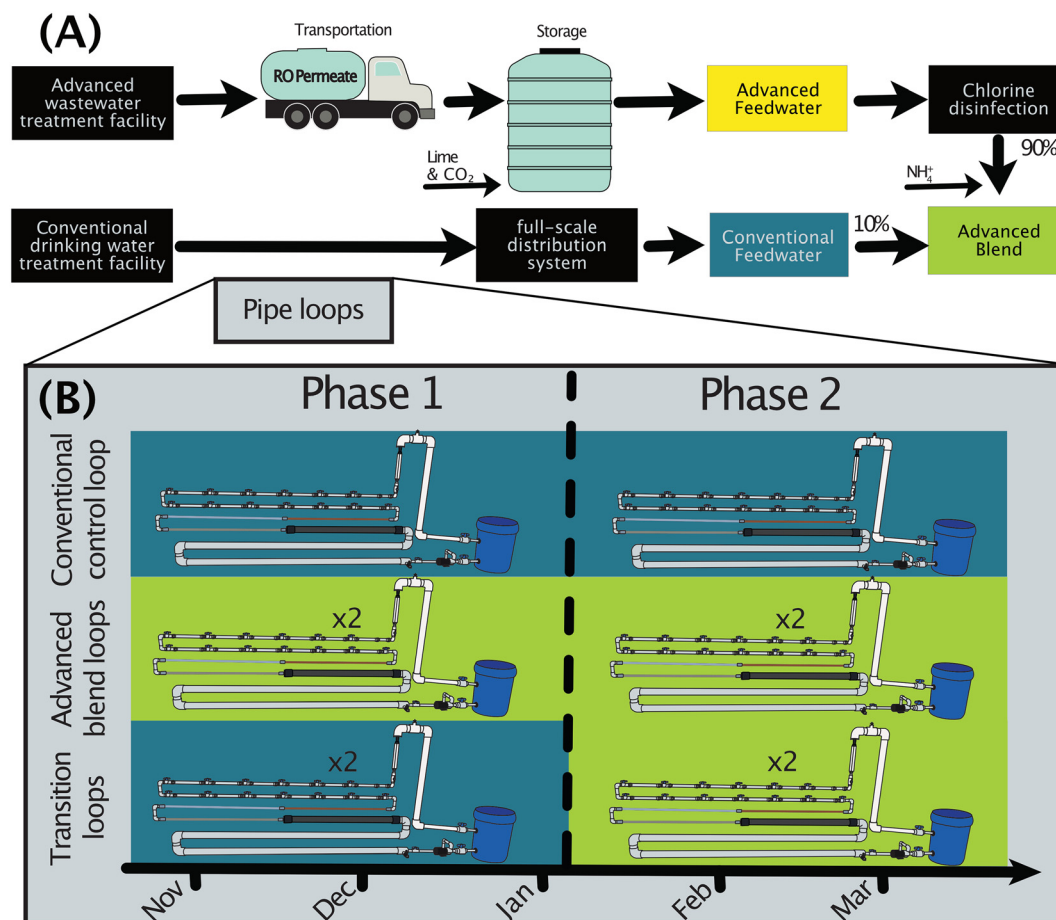 (A)
Transportation
Storage
Advanced
wastewater
treatment facility
RO Permeate
Advanced
Feedwater
Chlorine
disinfection
90%
Lime
& CO₂
NH₄⁺
Conventional
drinking water
treatment facility
full-scale
distribution
system
Conventional
Feedwater
10%
Advanced
Blend
Pipe loops
(B)
Phase 1
Phase 2
Conventional
control loop
Advanced
blend loops
x2
x2
Transition
loops
x2
x2
Nov
Dec
Jan
Feb
Mar